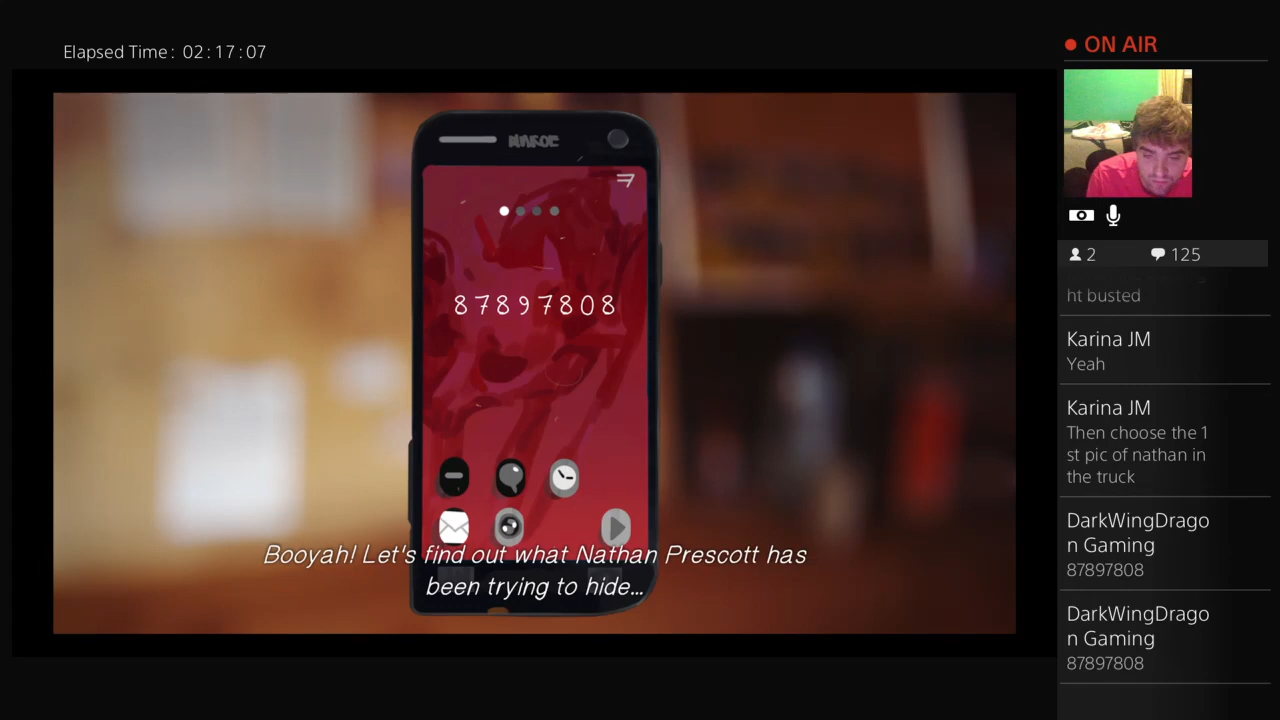 Elapsed Time: 02:17:07
ON AIR
87897808
Booyah! Let's find out what Nathan Prescott has
been trying to hide...
2
125
ht busted
Karina JM
Yeah
Karina JM
Then choose the 1
st pic of nathan in
the truck
DarkWingDrago
n Gaming
87897808
DarkWingDrago
n Gaming
87897808